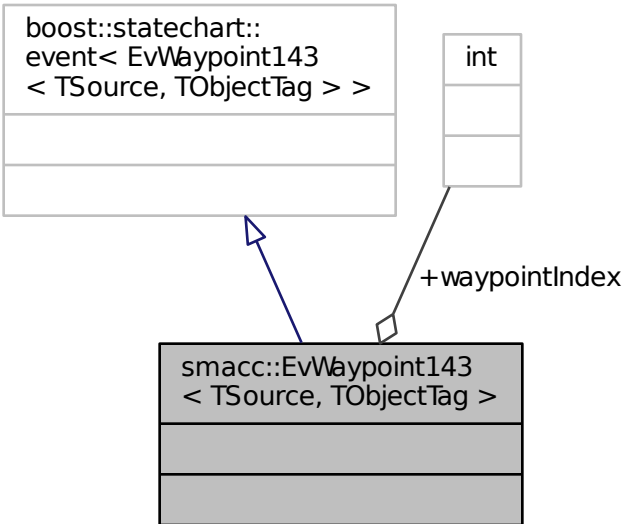 boost::statechart::
event< EvWaypoint143
< TSource, TObjectTag > >
int
+waypointIndex
smacc::EvWaypoint143
< TSource, TObjectTag >